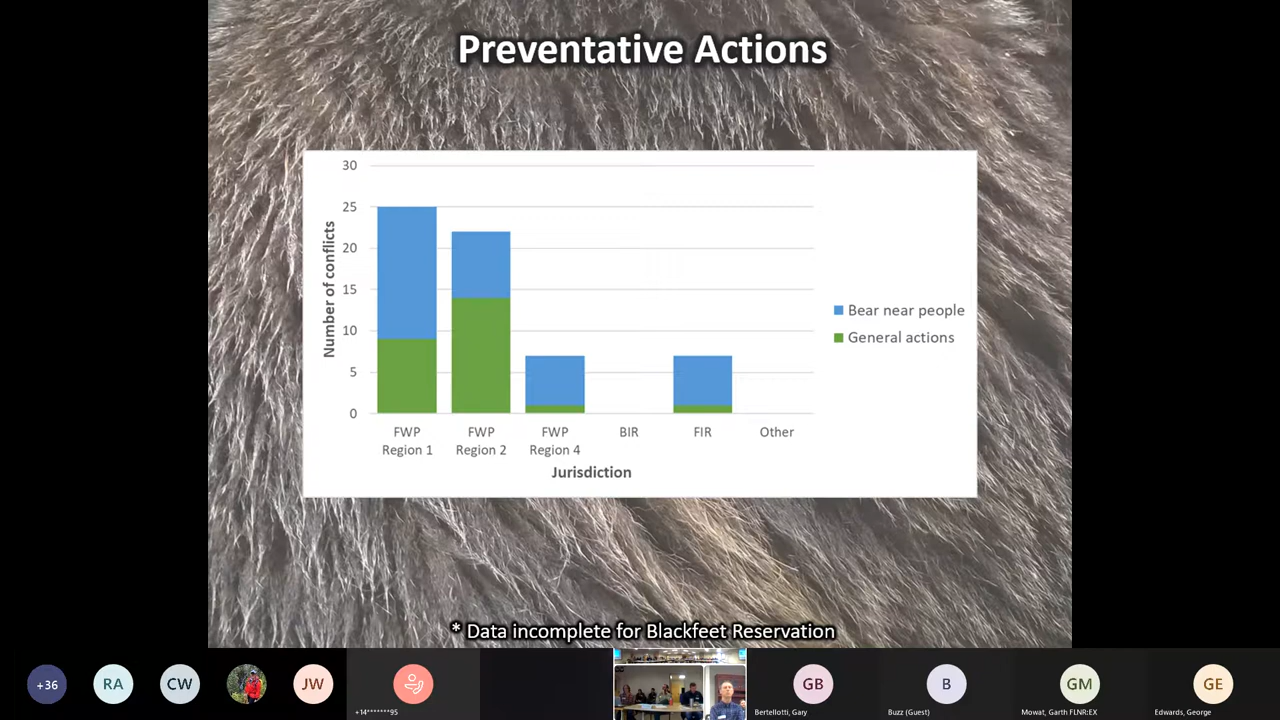 Preventative Actions
30
25
20
15
10
5
0
Number of conflicts
FWP Region 1
FWP Region 2
FWP Region 4
BIR
FIR
Other
Jurisdiction
Bear near people
General actions
* Data incomplete for Blackfeet Reservation
+36
RA
CW
JW
+14*******95
GB
Bertellotti, Gary
B
Buzz (Guest)
GM
Mowat, Garth FLNR:EX
GE
Edwards, George